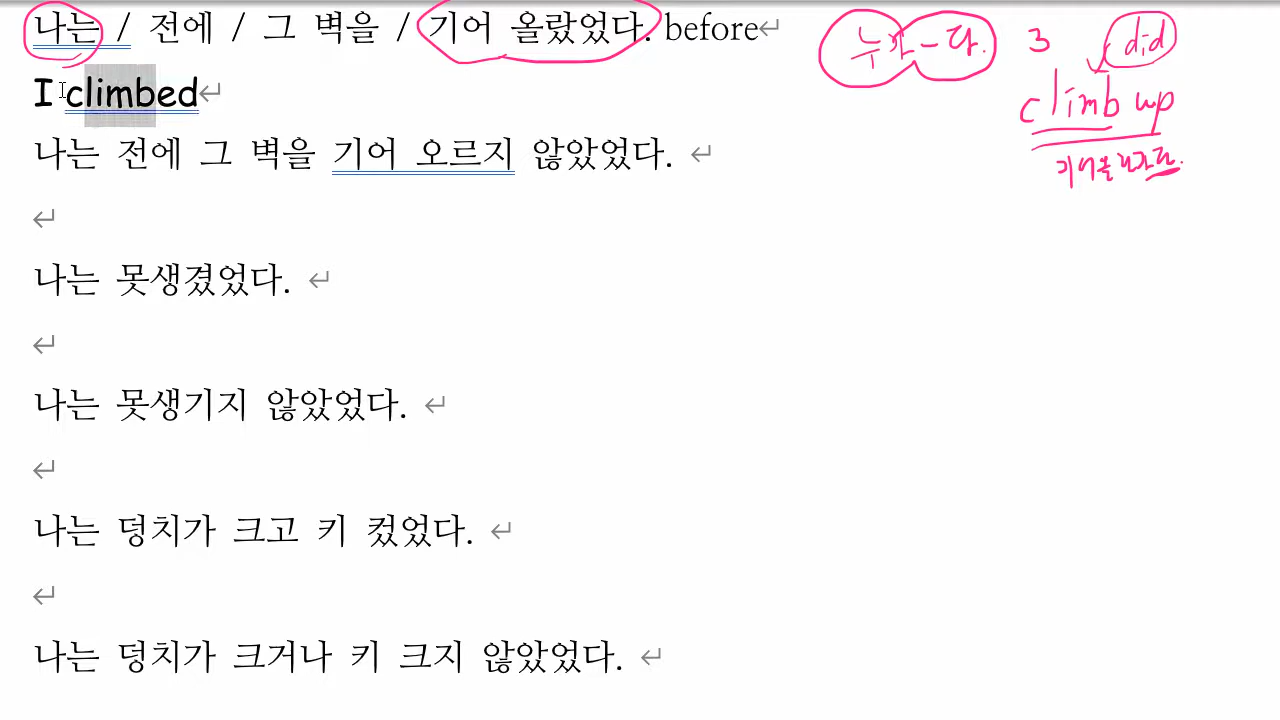 나는 / 전에 / 그 벽을 / 기어 올랐었다. before
누가-다. 3 did
I climbed
climb up
나는 전에 그 벽을 기어 오르지 않았었다.
나는 못생겼었다.
나는 못생기지 않았었다.
나는 덩치가 크고 키 컸었다.
나는 덩치가 크거나 키 크지 않았었다.